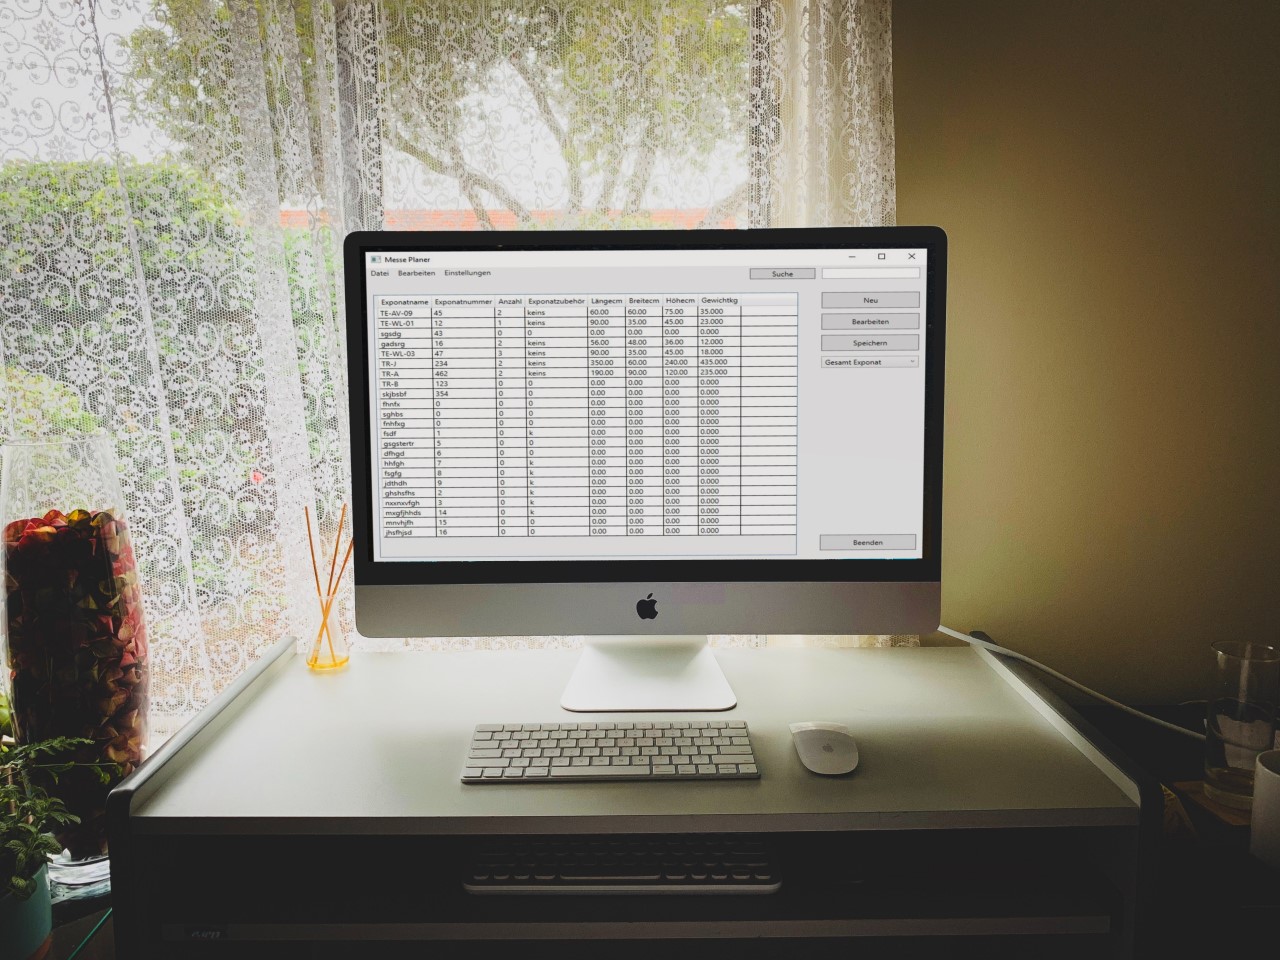 Messe Planer
Datei Bearbeiten Einstellungen Suche
Exponatname Exponatnummer Anzahl Exponatzubehör Längecm Breitecm Höhecm Gewichtkg
TE-AV-09 45 2 keins 60.00 60.00 75.00 35.000
TE-WL-01 12 1 keins 90.00 35.00 45.00 23.000
sgsdg 43 0 0 0.00 0.00 0.00 0.000
gadsrg 16 2 keins 56.00 48.00 36.00 12.000
TE-WL-03 47 3 keins 90.00 35.00 45.00 18.000
TR-J 234 2 keins 350.00 60.00 240.00 435.000
TR-A 462 2 keins 190.00 90.00 120.00 235.000
TR-B 123 0 0 0.00 0.00 0.00 0.000
skjbsbf 354 0 0 0.00 0.00 0.00 0.000
fhnfx 0 0 0 0.00 0.00 0.00 0.000
sghbs 0 0 0 0.00 0.00 0.00 0.000
fnhfxg 0 0 0 0.00 0.00 0.00 0.000
fsdf 1 0 k 0.00 0.00 0.00 0.000
gsgstertr 5 0 0 0.00 0.00 0.00 0.000
dfhgd 6 0 0 0.00 0.00 0.00 0.000
hhfgh 7 0 k 0.00 0.00 0.00 0.000
fsgfg 8 0 k 0.00 0.00 0.00 0.000
jdthdh 9 0 k 0.00 0.00 0.00 0.000
ghshsfhs 2 0 k 0.00 0.00 0.00 0.000
nxxnxvfgh 3 0 k 0.00 0.00 0.00 0.000
mxgfjhhds 14 0 k 0.00 0.00 0.00 0.000
mnvhjfh 15 0 0 0.00 0.00 0.00 0.000
jhsfhjsd 16 0 0 0.00 0.00 0.00 0.000
Neu
Bearbeiten
Speichern
Gesamt Exponat
Beenden